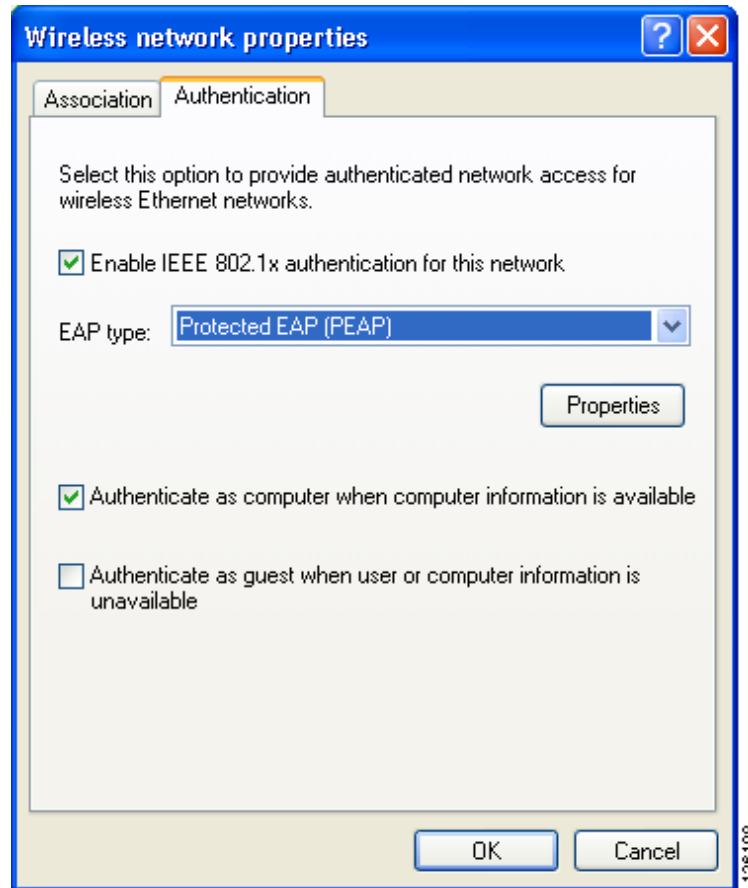 Wireless network properties
Association
Authentication
Select this option to provide authenticated network access for
wireless Ethernet networks.
Enable IEEE 802.1x authentication for this network
EAP type:
Protected EAP (PEAP)
Properties
Authenticate as computer when computer information is available
Authenticate as guest when user or computer information is
unavailable
OK
Cancel